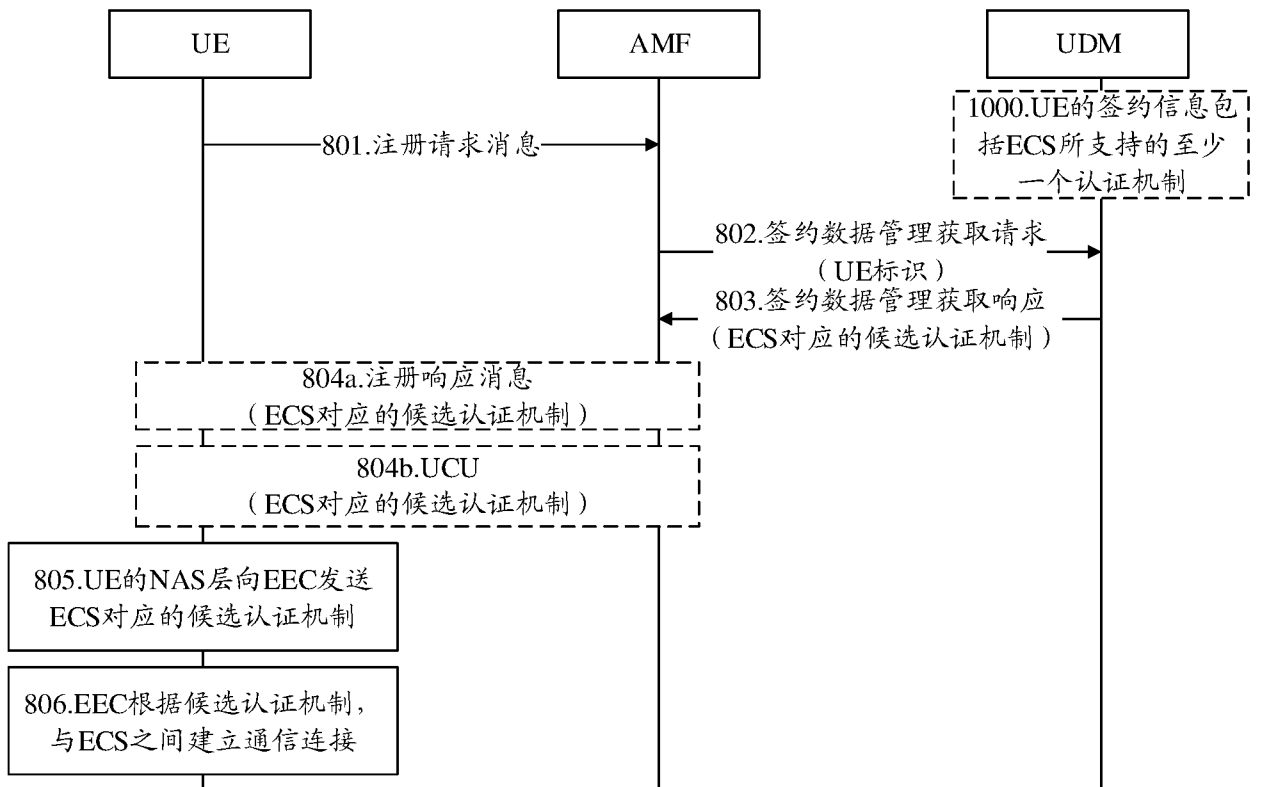 UE
AMF
UDM
1000.UE的签约信息包
括ECS所支持的至少
一个认证机制
801.注册请求消息
802.签约数据管理获取请求
（UE标识）
803.签约数据管理获取响应
（ECS对应的候选认证机制）
804a.注册响应消息
（ECS对应的候选认证机制）
804b.UCU
（ECS对应的候选认证机制）
805.UE的NAS层向EEC发送
ECS对应的候选认证机制
806.EEC根据候选认证机制，
与ECS之间建立通信连接